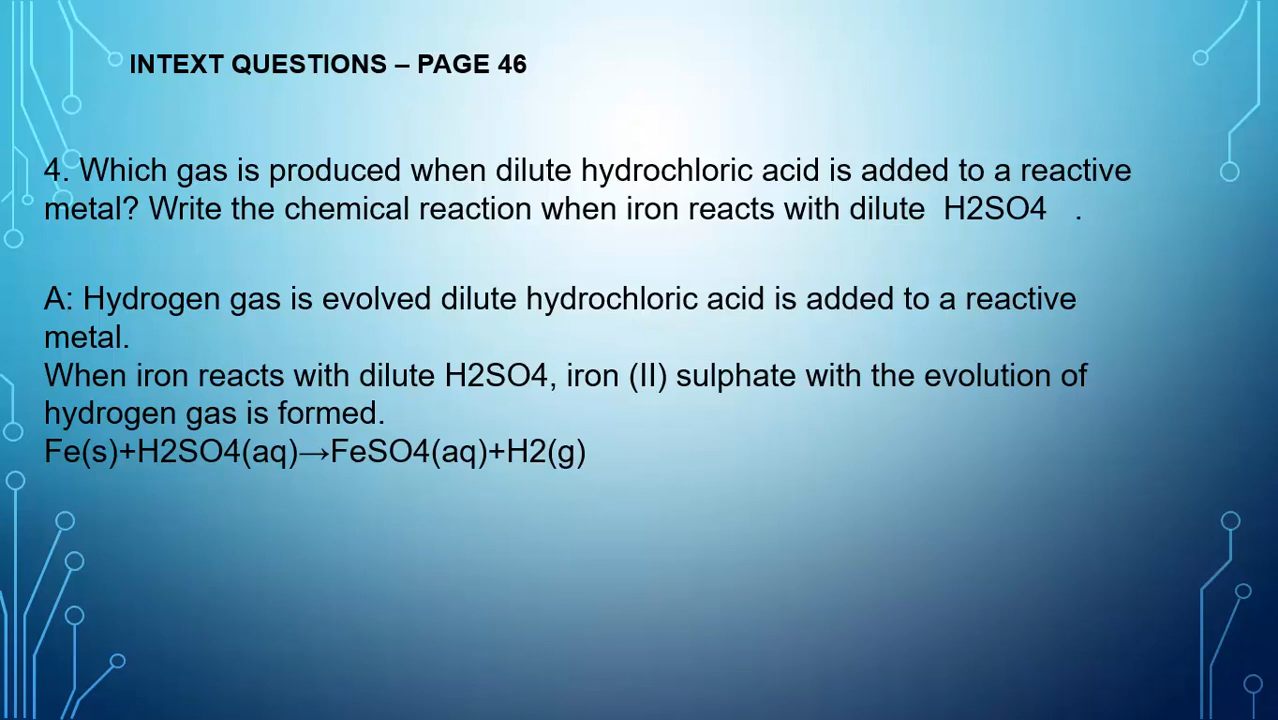 INTEXT QUESTIONS – PAGE 46
4. Which gas is produced when dilute hydrochloric acid is added to a reactive
metal? Write the chemical reaction when iron reacts with dilute  H2SO4   .
A: Hydrogen gas is evolved dilute hydrochloric acid is added to a reactive
metal.
When iron reacts with dilute H2SO4, iron (II) sulphate with the evolution of
hydrogen gas is formed.
Fe(s)+H2SO4(aq)→FeSO4(aq)+H2(g)